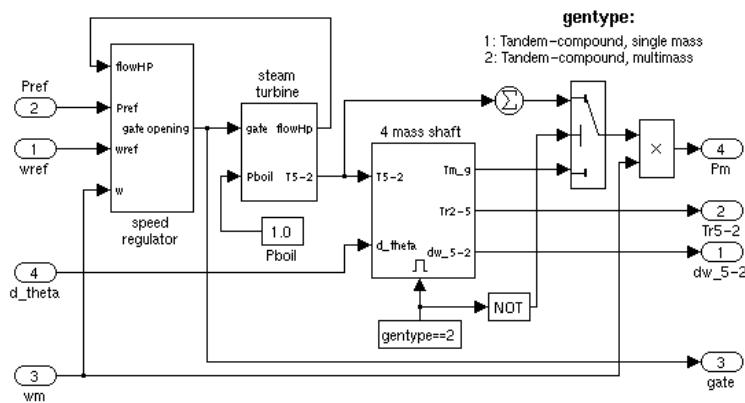 gentype:
1: Tandem-compound, single mass
2: Tandem-compound, multimass
flowHP
Pref
2
Pref
gate opening
1
wref
wref
w
speed
regulator
steam
turbine
gate
flowHp
Pboil
T5-2
1.0
Pboil
Σ
4 mass shaft
T5-2
Tm_g
Tr2-5
d_theta
dw_5-2
×
4
Pm
2
Tr5-2
1
dw_5-2
4
d_theta
NOT
gentype==2
3
wm
3
gate